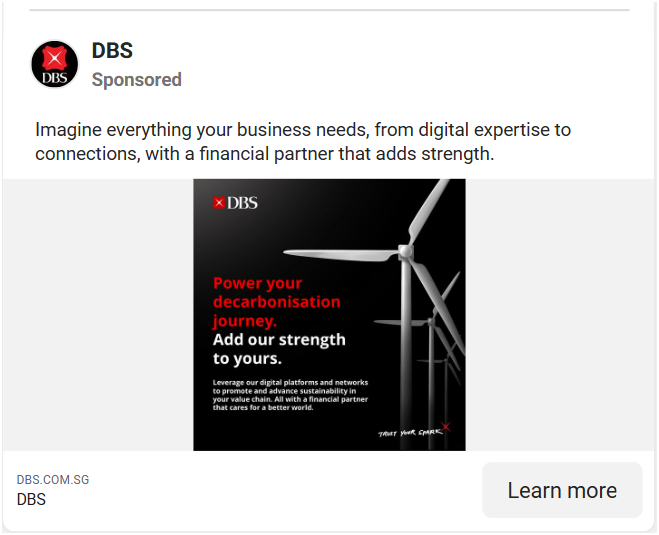 DBS
Sponsored
DBS
Imagine everything your business needs, from digital expertise to
connections, with a financial partner that adds strength.
DBS
Power your
decarbonisation
journey.
Add our strength
to yours.
Leverage our digital platforms and networks
to promote and advance sustainability in
your value chain. All with a financial partner
that cares for a better world.
TRUST YOUR SPARK
DBS.COM.SG
DBS
Learn more